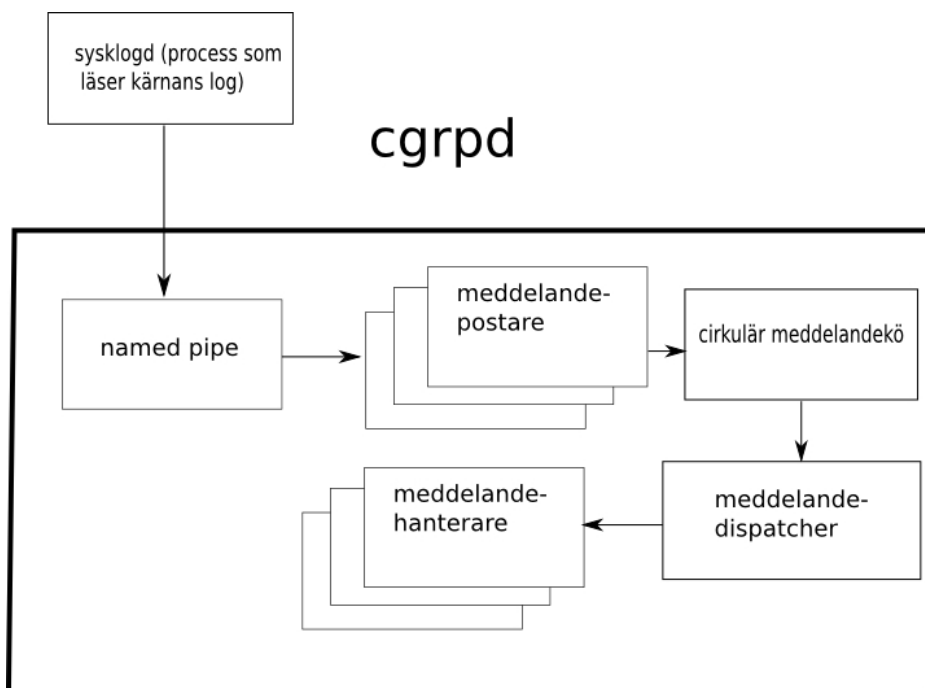 sysklogd (process som
läser kärnans log)
cgrpd
named pipe
meddelande-
postare
cirkulär meddelandekö
meddelande-
hanterare
meddelande-
dispatcher